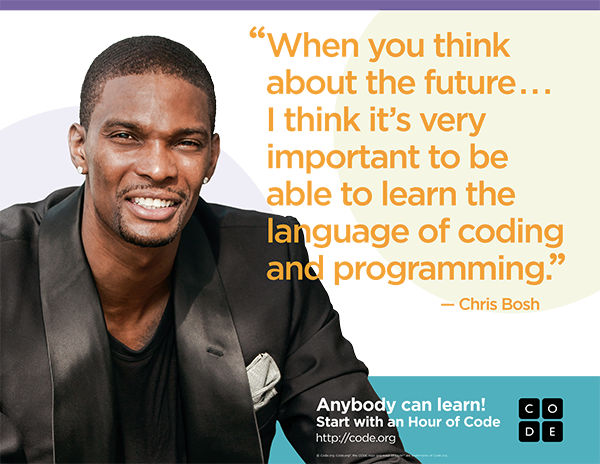 “When you think
about the future...
I think it’s very
important to be
able to learn the
language of coding
and programming.”
— Chris Bosh
Anybody can learn!
Start with an Hour of Code
http://code.org
C O
D E